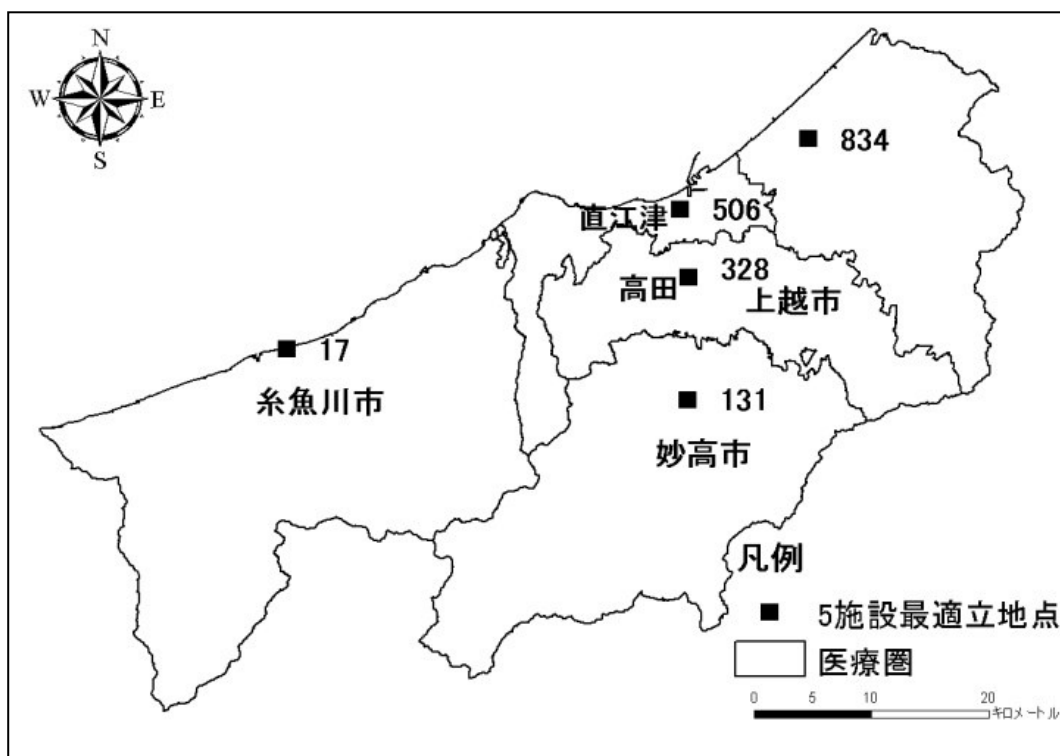 N
W E
S
834
直江津 506
328
高田
上越市
17
糸魚川市
131
妙高市
凡例
5施設最適立地点
医療圏
0 5 10 20
キロメートル